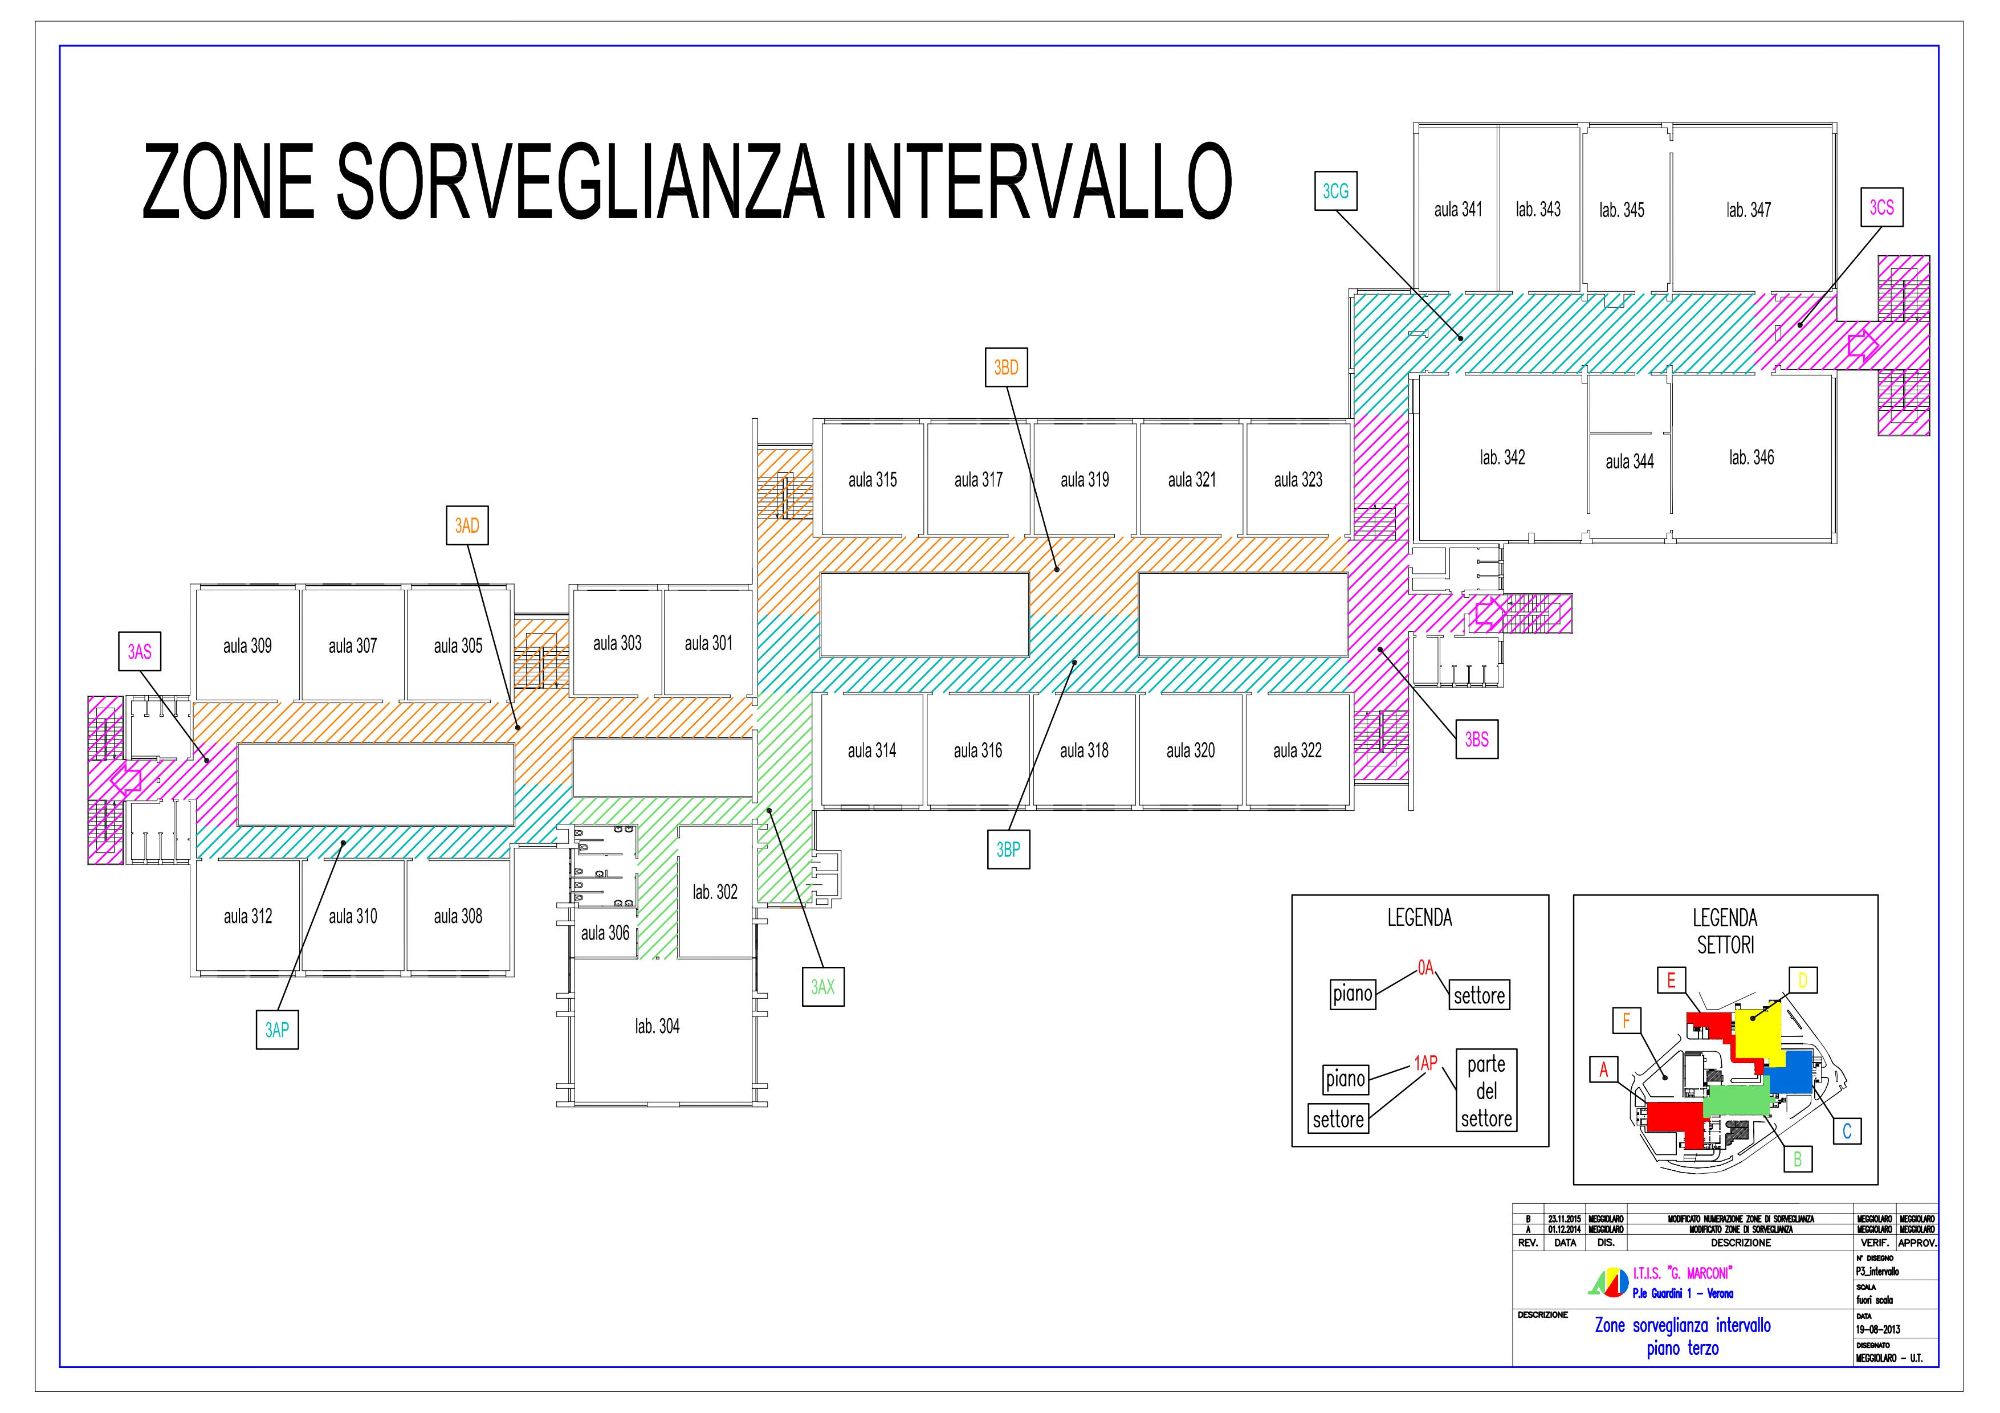 ZONE SORVEGLIANZA INTERVALLO
3CG
3CS
aula 341
lab. 343
lab. 345
lab. 347
3BD
lab. 342
aula 344
lab. 346
aula 315
aula 317
aula 319
aula 321
aula 323
3AD
3AS
aula 309
aula 307
aula 305
aula 303
aula 301
3BS
aula 314
aula 316
aula 318
aula 320
aula 322
3BP
aula 312
aula 310
aula 308
lab. 302
aula 306
3AX
3AP
lab. 304
LEGENDA
0A
piano
settore
1AP
piano
settore
parte
del
settore
LEGENDA
SETTORI
E
D
F
A
C
B
B 23.11.2015 MEGGIOLARO MODIFICATO NUMERAZIONE ZONE DI SORVEGLIANZA MEGGIOLARO MEGGIOLARO
A 01.12.2014 MEGGIOLARO MODIFICATO ZONE DI SORVEGLIANZA MEGGIOLARO MEGGIOLARO
REV. DATA DIS. DESCRIZIONE VERIF. APPROV.
I.T.I.S. "G. MARCONI"
P.le Guardini 1 - Verona
N° DISEGNO
P3_intervallo
SCALA
fuori scala
DESCRIZIONE
Zone sorveglianza intervallo
piano terzo
DATA
19-08-2013
DISEGNATO
MEGGIOLARO - U.T.